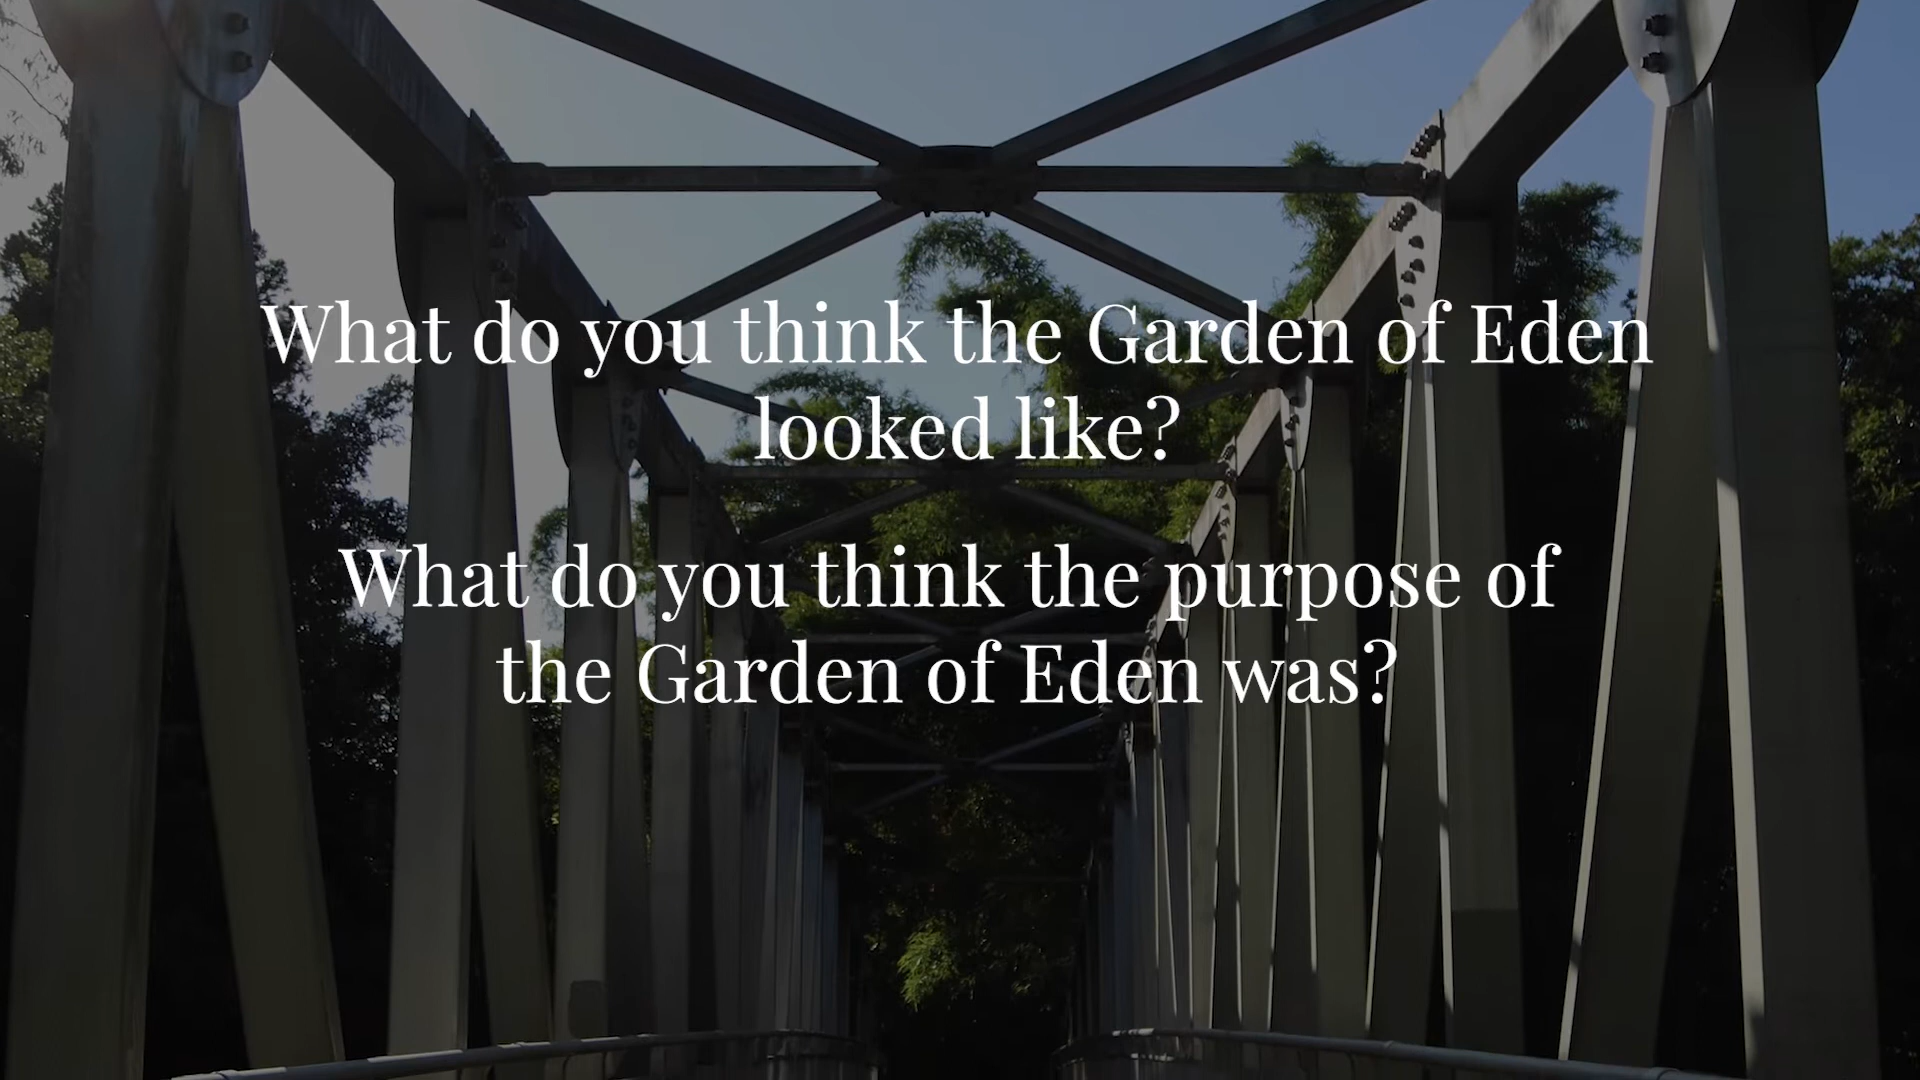 What do you think the Garden of Eden
looked like?
What do you think the purpose of
the Garden of Eden was?